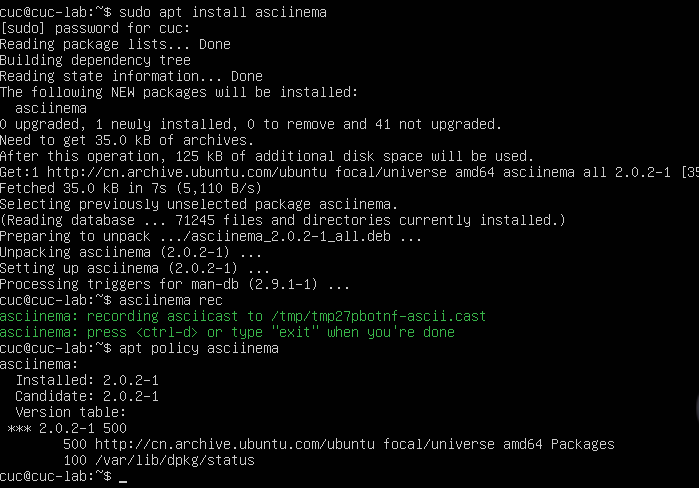 cuc@cuc-lab:~$ sudo apt install asciinema
[sudo] password for cuc:
Reading package lists... Done
Building dependency tree
Reading state information... Done
The following NEW packages will be installed:
  asciinema
0 upgraded, 1 newly installed, 0 to remove and 41 not upgraded.
Need to get 35.0 kB of archives.
After this operation, 125 kB of additional disk space will be used.
Get:1 http://cn.archive.ubuntu.com/ubuntu focal/universe amd64 asciinema all 2.0.2-1 [35
Fetched 35.0 kB in 7s (5,110 B/s)
Selecting previously unselected package asciinema.
(Reading database ... 71245 files and directories currently installed.)
Preparing to unpack .../asciinema_2.0.2-1_all.deb ...
Unpacking asciinema (2.0.2-1) ...
Setting up asciinema (2.0.2-1) ...
Processing triggers for man-db (2.9.1-1) ...
cuc@cuc-lab:~$ asciinema rec
asciinema: recording asciicast to /tmp/tmp27pbotnf-ascii.cast
asciinema: press <ctrl-d> or type "exit" when you're done
cuc@cuc-lab:~$ apt policy asciinema
asciinema:
  Installed: 2.0.2-1
  Candidate: 2.0.2-1
  Version table:
 *** 2.0.2-1 500
        500 http://cn.archive.ubuntu.com/ubuntu focal/universe amd64 Packages
        100 /var/lib/dpkg/status
cuc@cuc-lab:~$ _